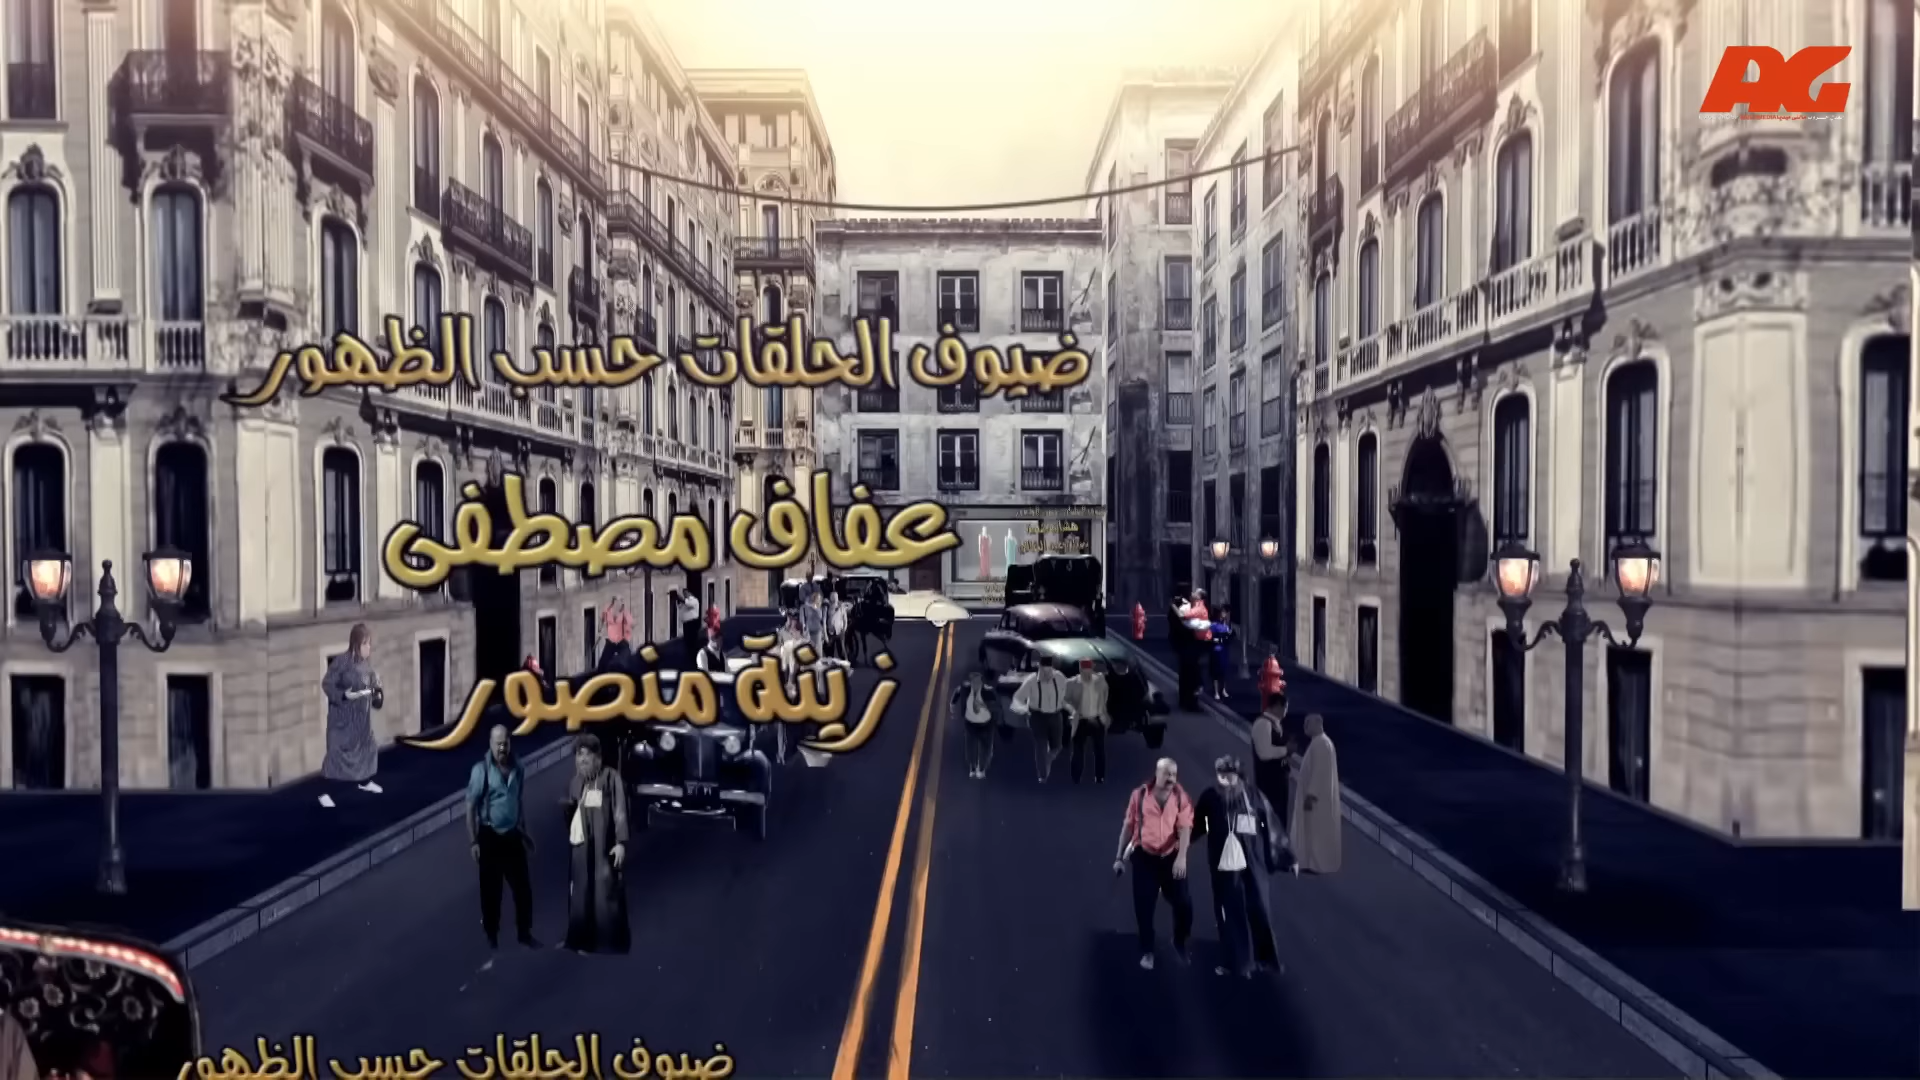 AG
ضيوف الحلقات حسب الظهور
عفاف مصطفى
زينة منصور
ضيوف الحلقات حسب الظهور